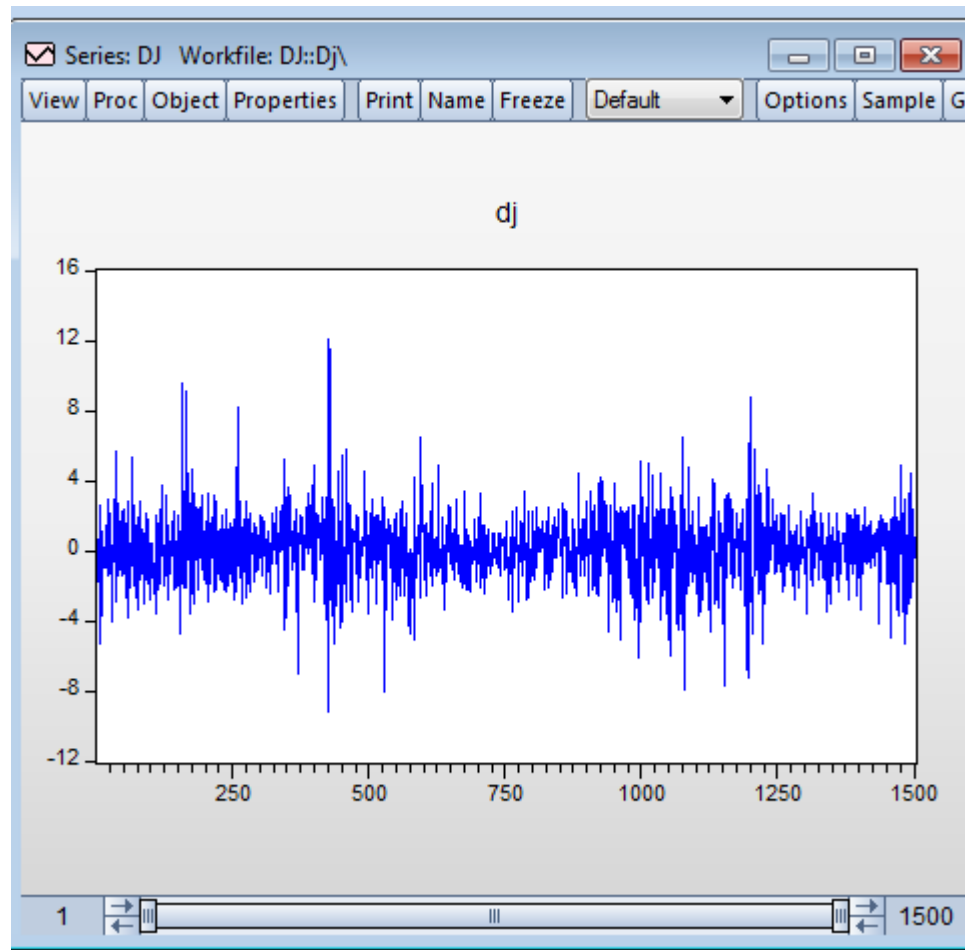 Series: DJ Workfile: DJ::Dj\
View Proc Object Properties Print Name Freeze Default Options Sample G
dj
16
12
8
4
0
-4
-8
-12
250 500 750 1000 1250 1500
1 1500